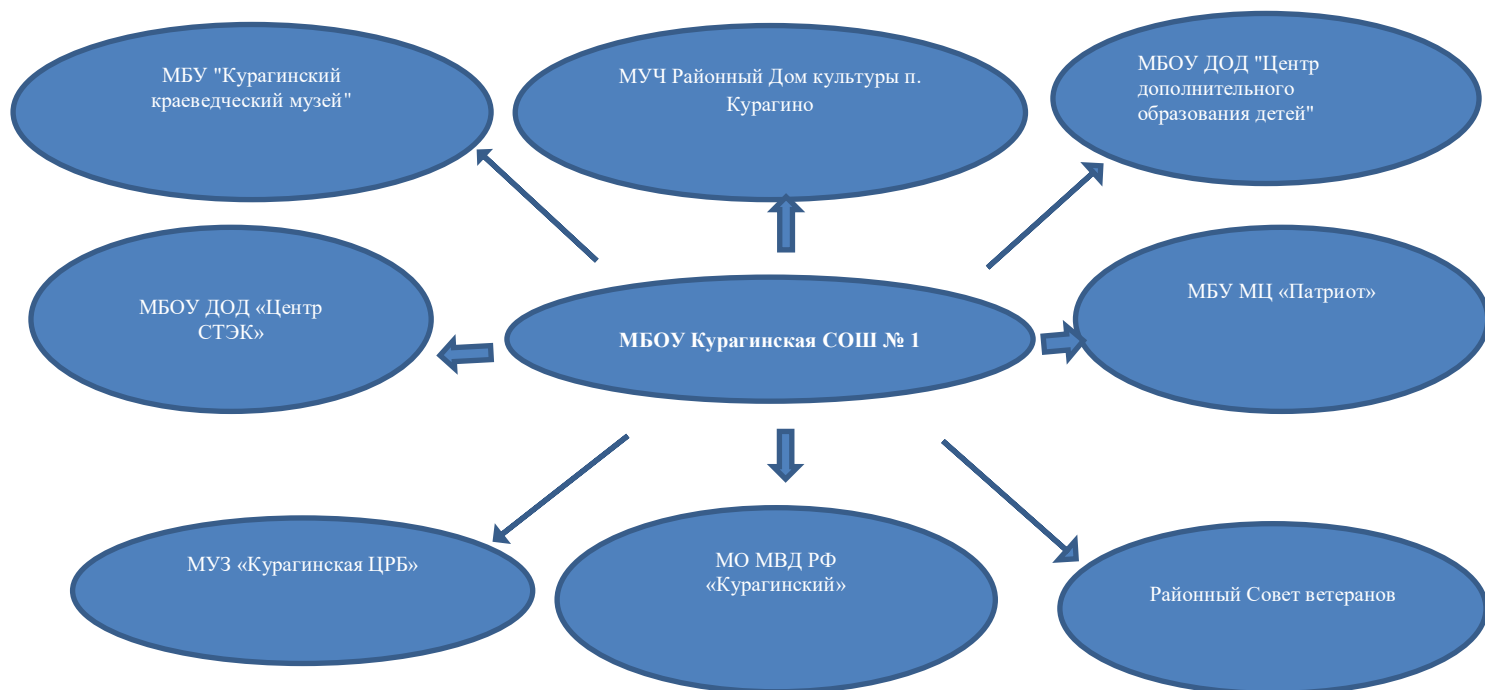 МБУ "Курагинский
краеведческий музей"
МУЧ Районный Дом культуры п.
Курагино
МБОУ ДОД "Центр
дополнительного
образования детей"
МБОУ ДОД «Центр
СТЭК»
МБОУ Курагинская СОШ № 1
МБУ МЦ «Патриот»
МУЗ «Курагинская ЦРБ»
МО МВД РФ
«Курагинский»
Районный Совет ветеранов